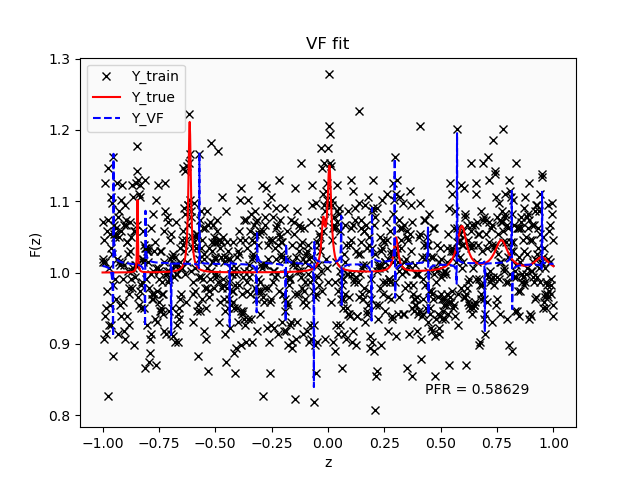 VF fit
Y_train
Y_true
Y_VF
1.3
1.2
1.1
1.0
0.9
0.8
F(z)
PFR = 0.58629
−1.00 −0.75 −0.50 −0.25 0.00 0.25 0.50 0.75 1.00
z